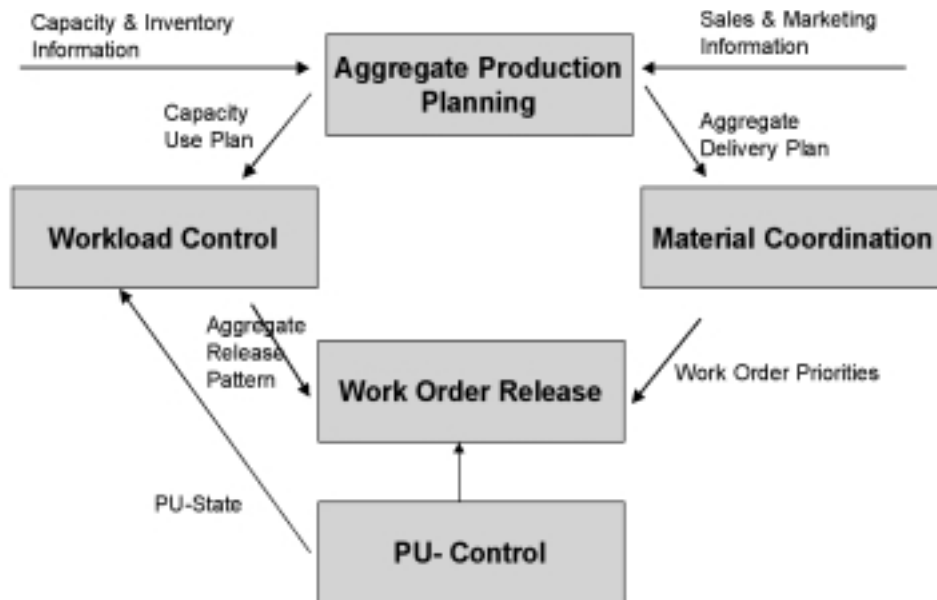 Capacity & Inventory
Information
Sales & Marketing
Information
Aggregate Production
Planning
Capacity
Use Plan
Aggregate
Delivery Plan
Workload Control
Material Coordination
Aggregate
Release
Pattern
Work Order Release
Work Order Priorities
PU-State
PU- Control